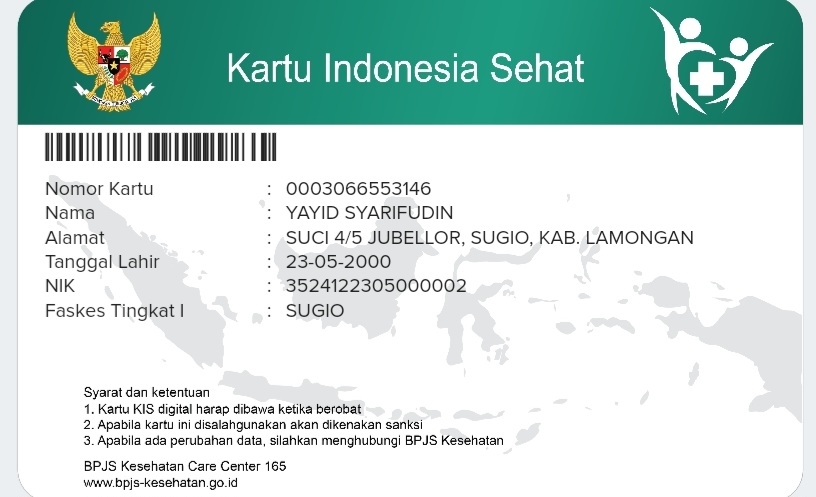 Kartu Indonesia Sehat
Nomor Kartu : 0003066553146
Nama : YAYID SYARIFUDIN
Alamat : SUCI 4/5 JUBELLOR, SUGIO, KAB. LAMONGAN
Tanggal Lahir : 23-05-2000
NIK : 3524122305000002
Faskes Tingkat I : SUGIO
Syarat dan ketentuan
1. Kartu KIS digital harap dibawa ketika berobat
2. Apabila kartu ini disalahgunakan akan dikenakan sanksi
3. Apabila ada perubahan data, silahkan menghubungi BPJS Kesehatan
BPJS Kesehatan Care Center 165
www.bpjs-kesehatan.go.id